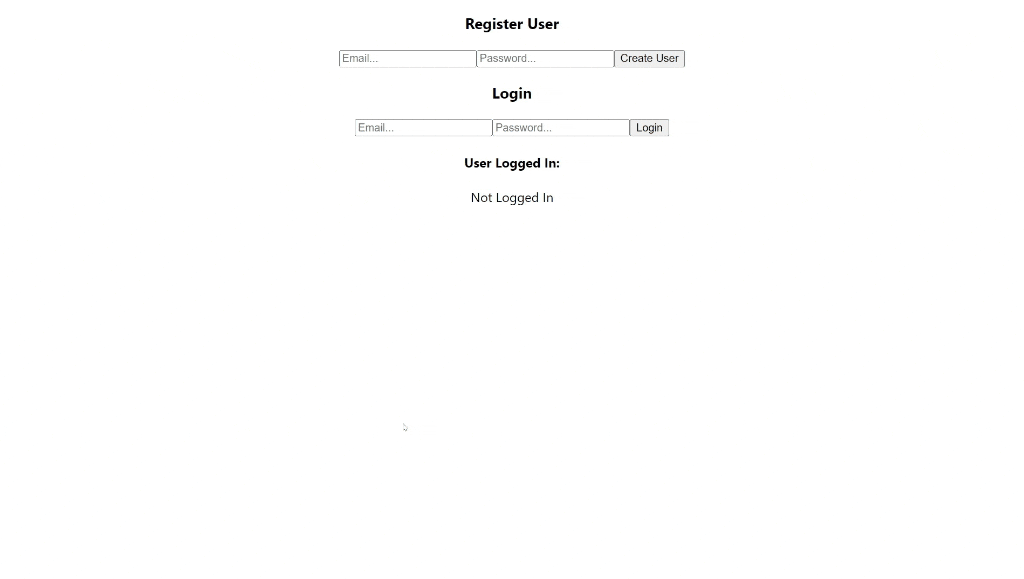 Register User
Email... Password... Create User
Login
Email... Password... Login
User Logged In:
Not Logged In